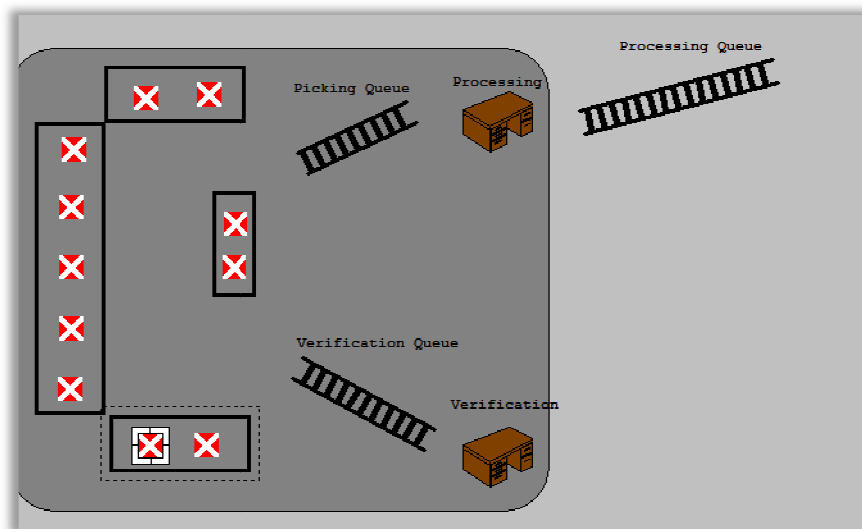 Processing Queue
Picking Queue
Processing
Verification Queue
Verification